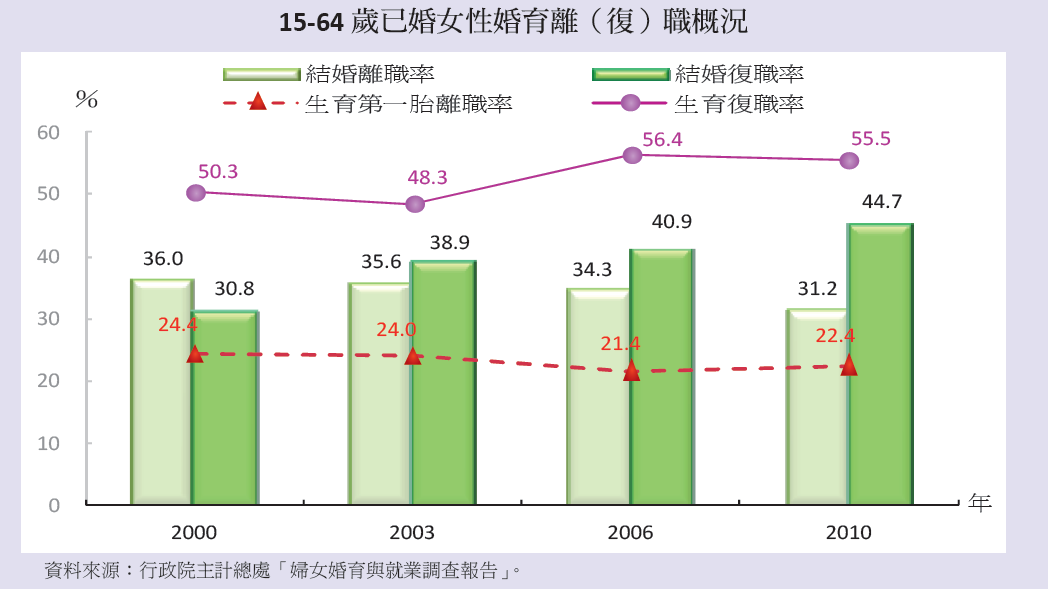 15-64 歲已婚女性婚育離（復）職概況
結婚離職率 結婚復職率
生育第一胎離職率 生育復職率
%
60
50
40
30
20
10
0
50.3 48.3 56.4 55.5
36.0 30.8 35.6 38.9 34.3 40.9 31.2 44.7
24.4 24.0 21.4 22.4
2000 2003 2006 2010 年
資料來源：行政院主計總處「婦女婚育與就業調查報告」。